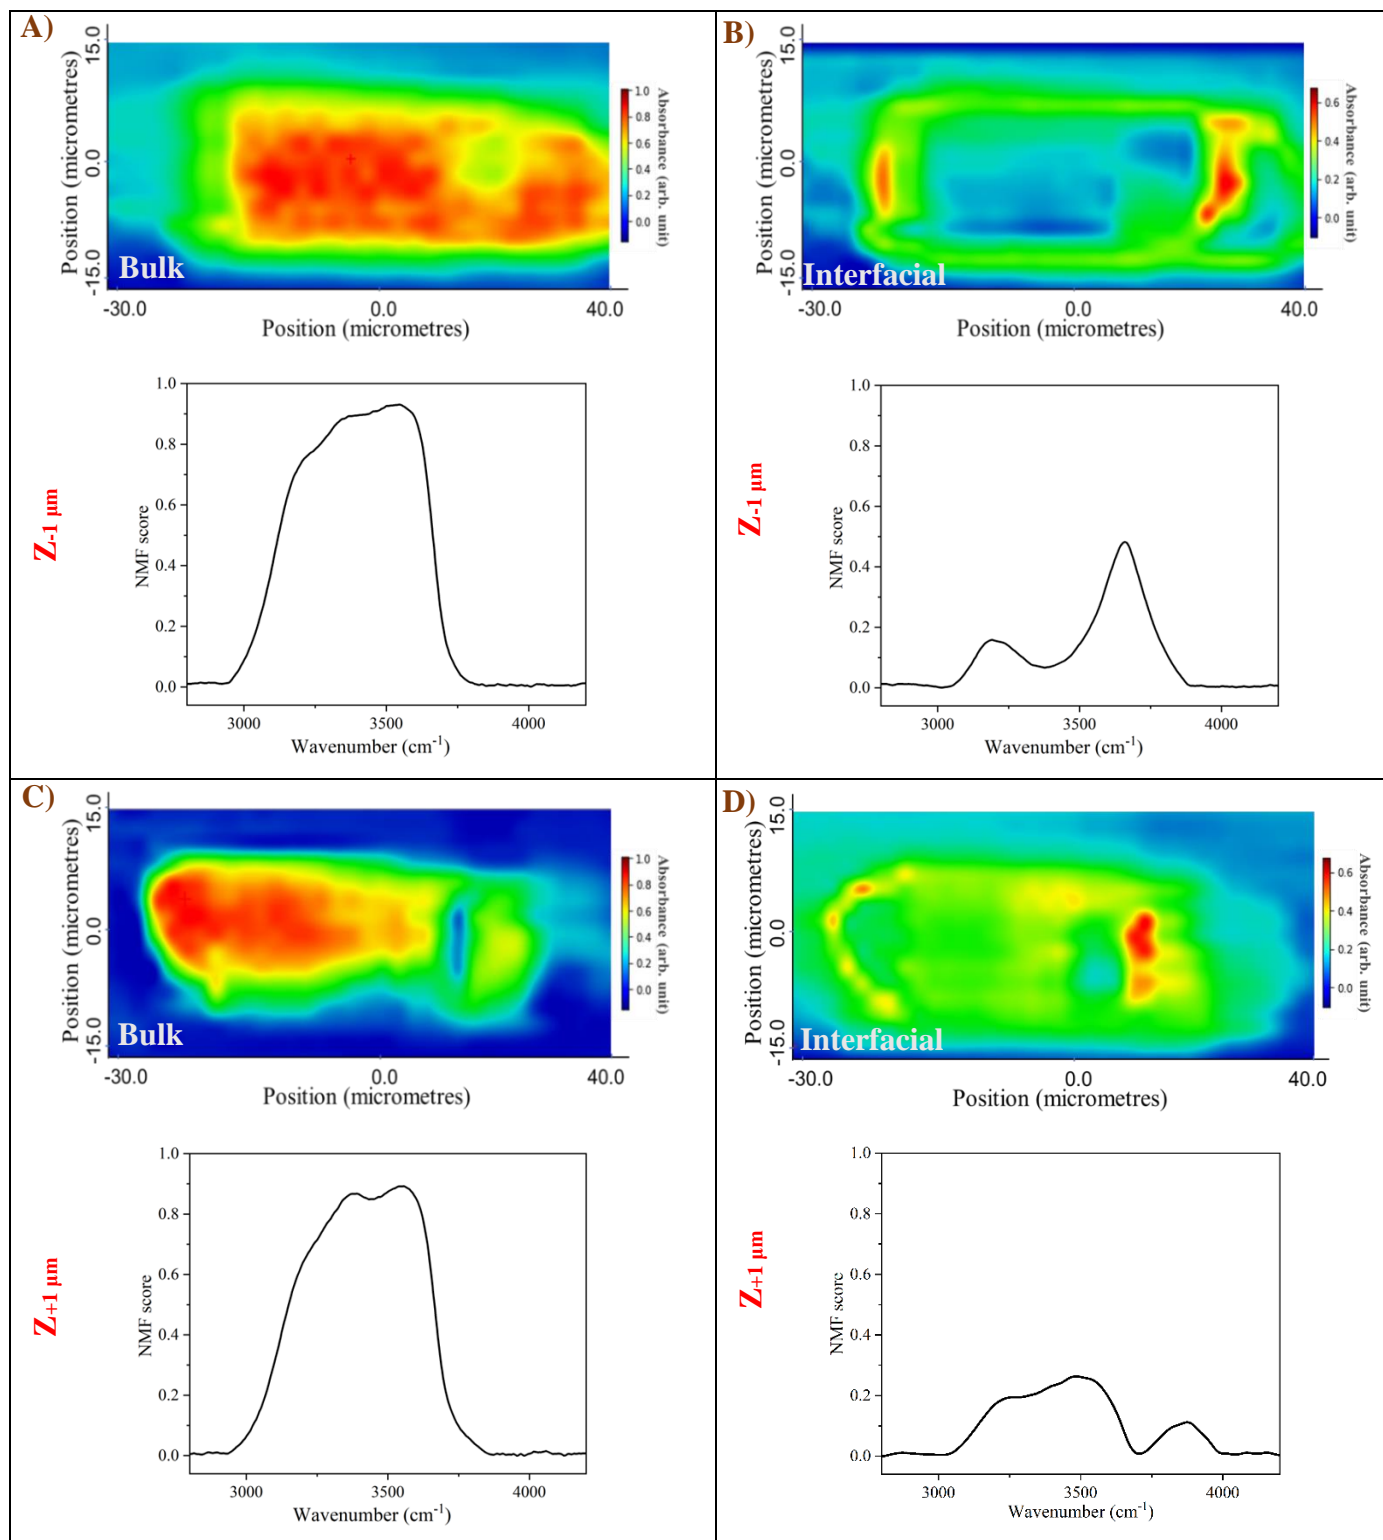 A)
15.0
0.0
-15.0
Position (micrometres)
Bulk
-30.0
0.0
40.0
Position (micrometres)
1.0
0.8
0.6
0.4
0.2
0.0
Absorbance (arb. unit)
Z-1 µm
1.0
0.8
0.6
0.4
0.2
0.0
NMF score
3000
3500
4000
Wavenumber (cm-1)
B)
15.0
0.0
-15.0
Position (micrometres)
Interfacial
-30.0
0.0
40.0
Position (micrometres)
0.6
0.4
0.2
0.0
Absorbance (arb. unit)
Z-1 µm
1.0
0.8
0.6
0.4
0.2
0.0
NMF score
3000
3500
4000
Wavenumber (cm-1)
C)
15.0
0.0
-15.0
Position (micrometres)
Bulk
-30.0
0.0
40.0
Position (micrometres)
1.0
0.8
0.6
0.4
0.2
0.0
Absorbance (arb. unit)
Z+1 µm
1.0
0.8
0.6
0.4
0.2
0.0
NMF score
3000
3500
4000
Wavenumber (cm-1)
D)
15.0
0.0
-15.0
Position (micrometres)
Interfacial
-30.0
0.0
40.0
Position (micrometres)
0.6
0.4
0.2
0.0
Absorbance (arb. unit)
Z+1 µm
1.0
0.8
0.6
0.4
0.2
0.0
NMF score
3000
3500
4000
Wavenumber (cm-1)